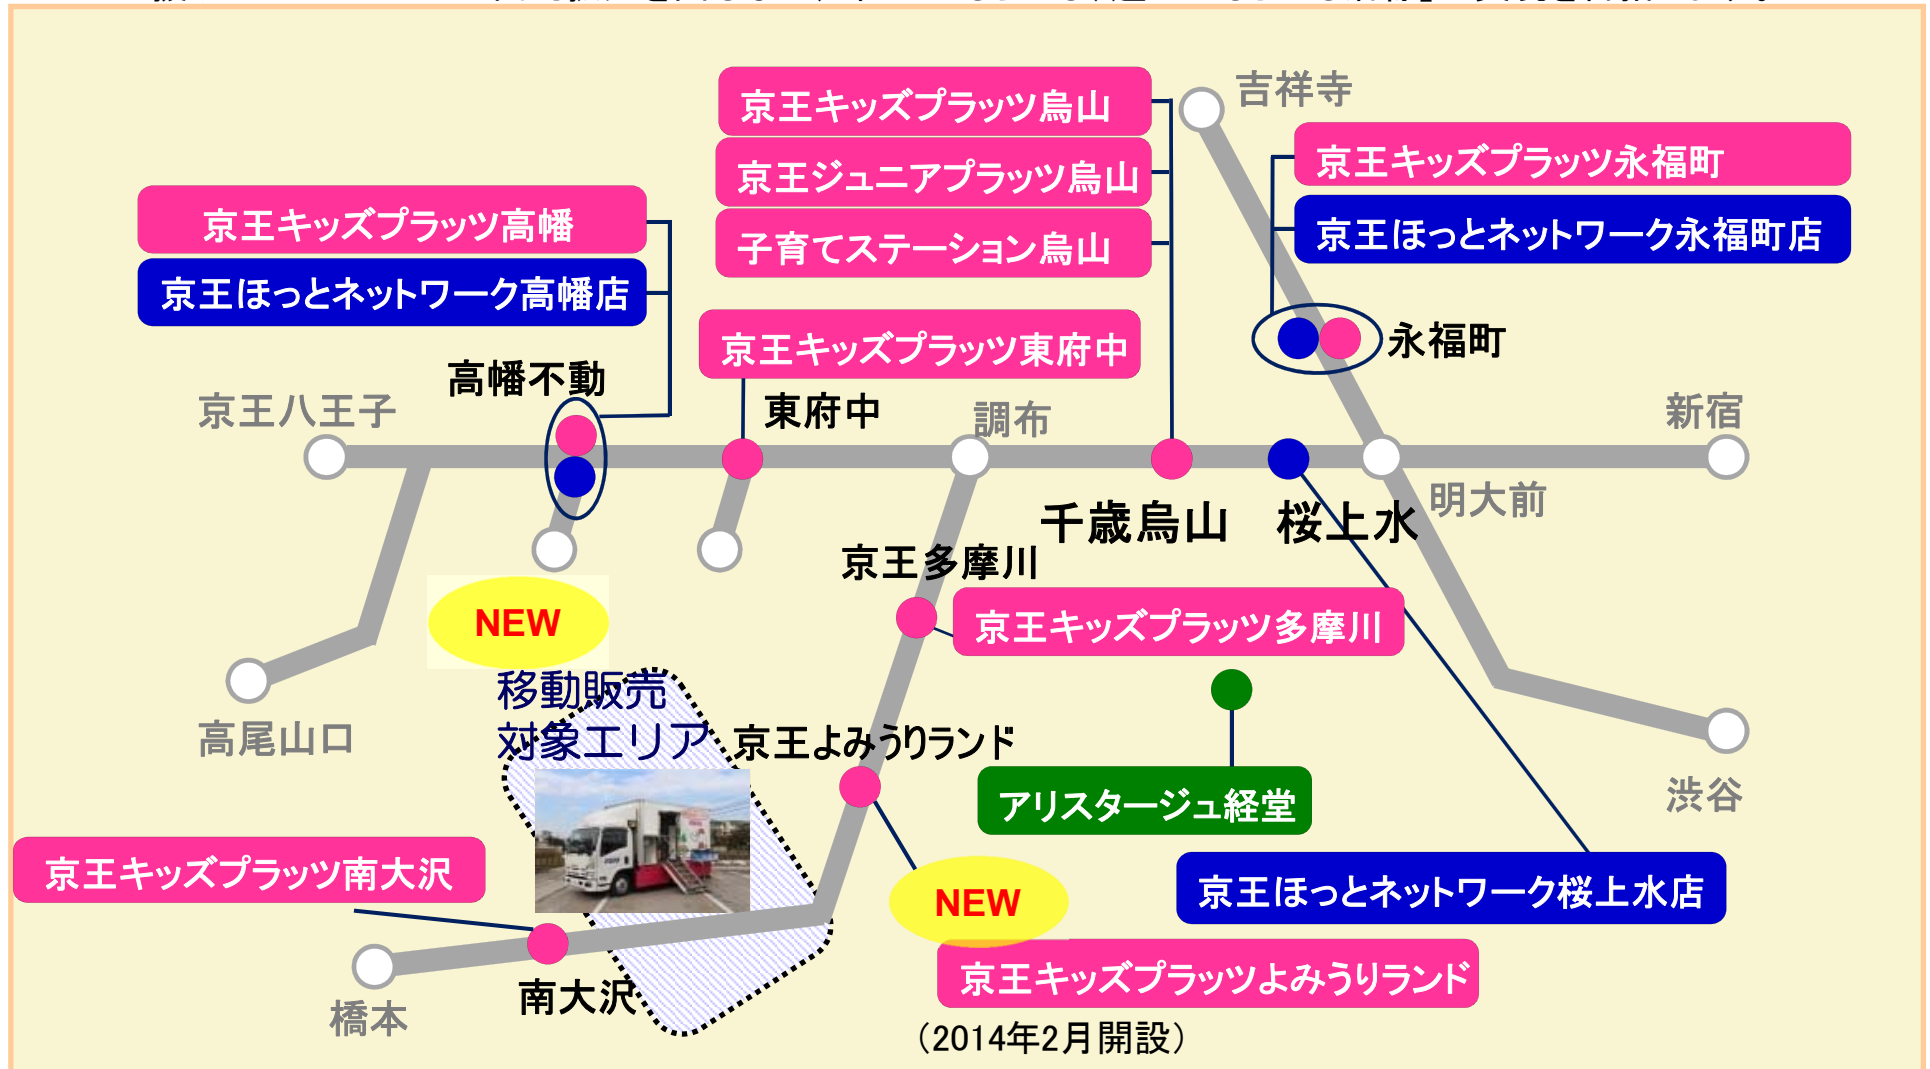 京王キッズプラッツ烏山
京王ジュニアプラッツ烏山
子育てステーション烏山
吉祥寺
京王キッズプラッツ永福町
京王ほっとネットワーク永福町店
永福町
京王キッズプラッツ高幡
京王ほっとネットワーク高幡店
高幡不動
京王キッズプラッツ東府中
東府中
京王八王子
調布
新宿
明大前
千歳烏山
桜上水
京王多摩川
京王キッズプラッツ多摩川
NEW
移動販売
対象エリア
高尾山口
京王よみうりランド
アリスタージュ経堂
渋谷
京王キッズプラッツ南大沢
京王ほっとネットワーク桜上水店
NEW
京王キッズプラッツよみうりランド
(2014年2月開設)
南大沢
橋本